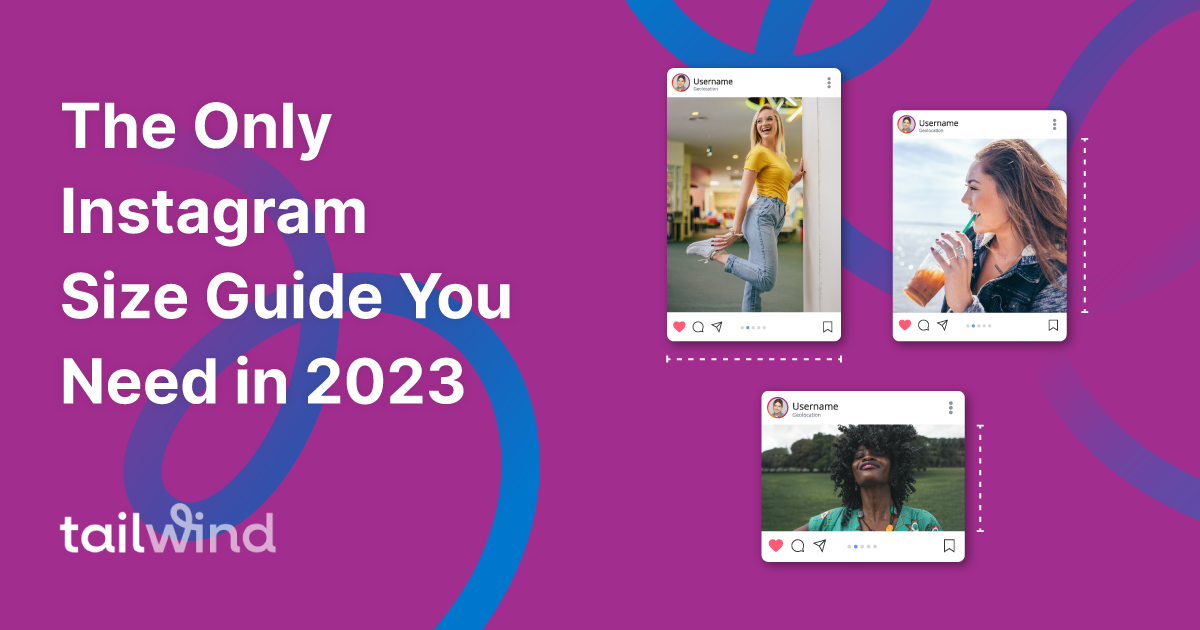 The Only
Instagram
Size Guide You
Need in 2023
tailwind
Username
Geolocation
Username
Geolocation
Username
Geolocation